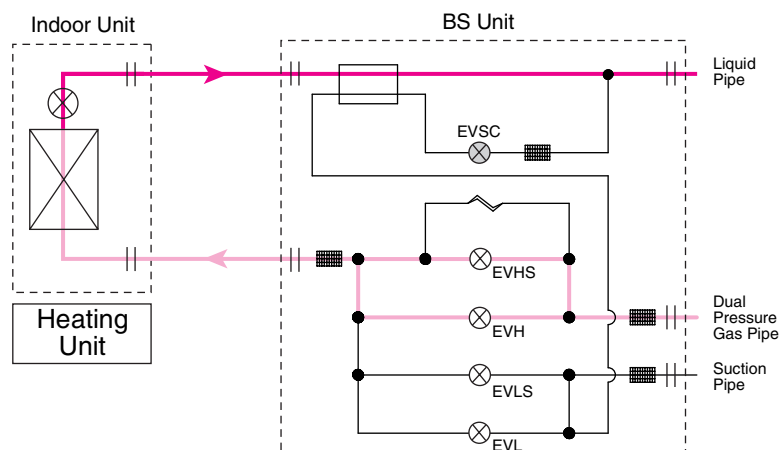 Indoor Unit
BS Unit
Liquid
Pipe
EVSC
EVHS
Heating
Unit
EVH
Dual
Pressure
Gas Pipe
EVLS
Suction
Pipe
EVL